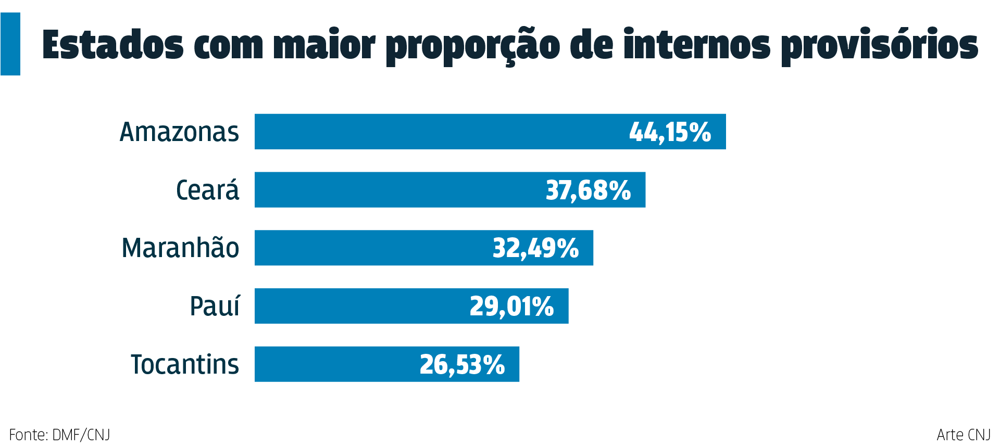 Estados com maior proporção de internos provisórios
Amazonas 44,15%
Ceará 37,68%
Maranhão 32,49%
Pauí 29,01%
Tocantins 26,53%
Fonte: DMF/CNJ
Arte CNJ